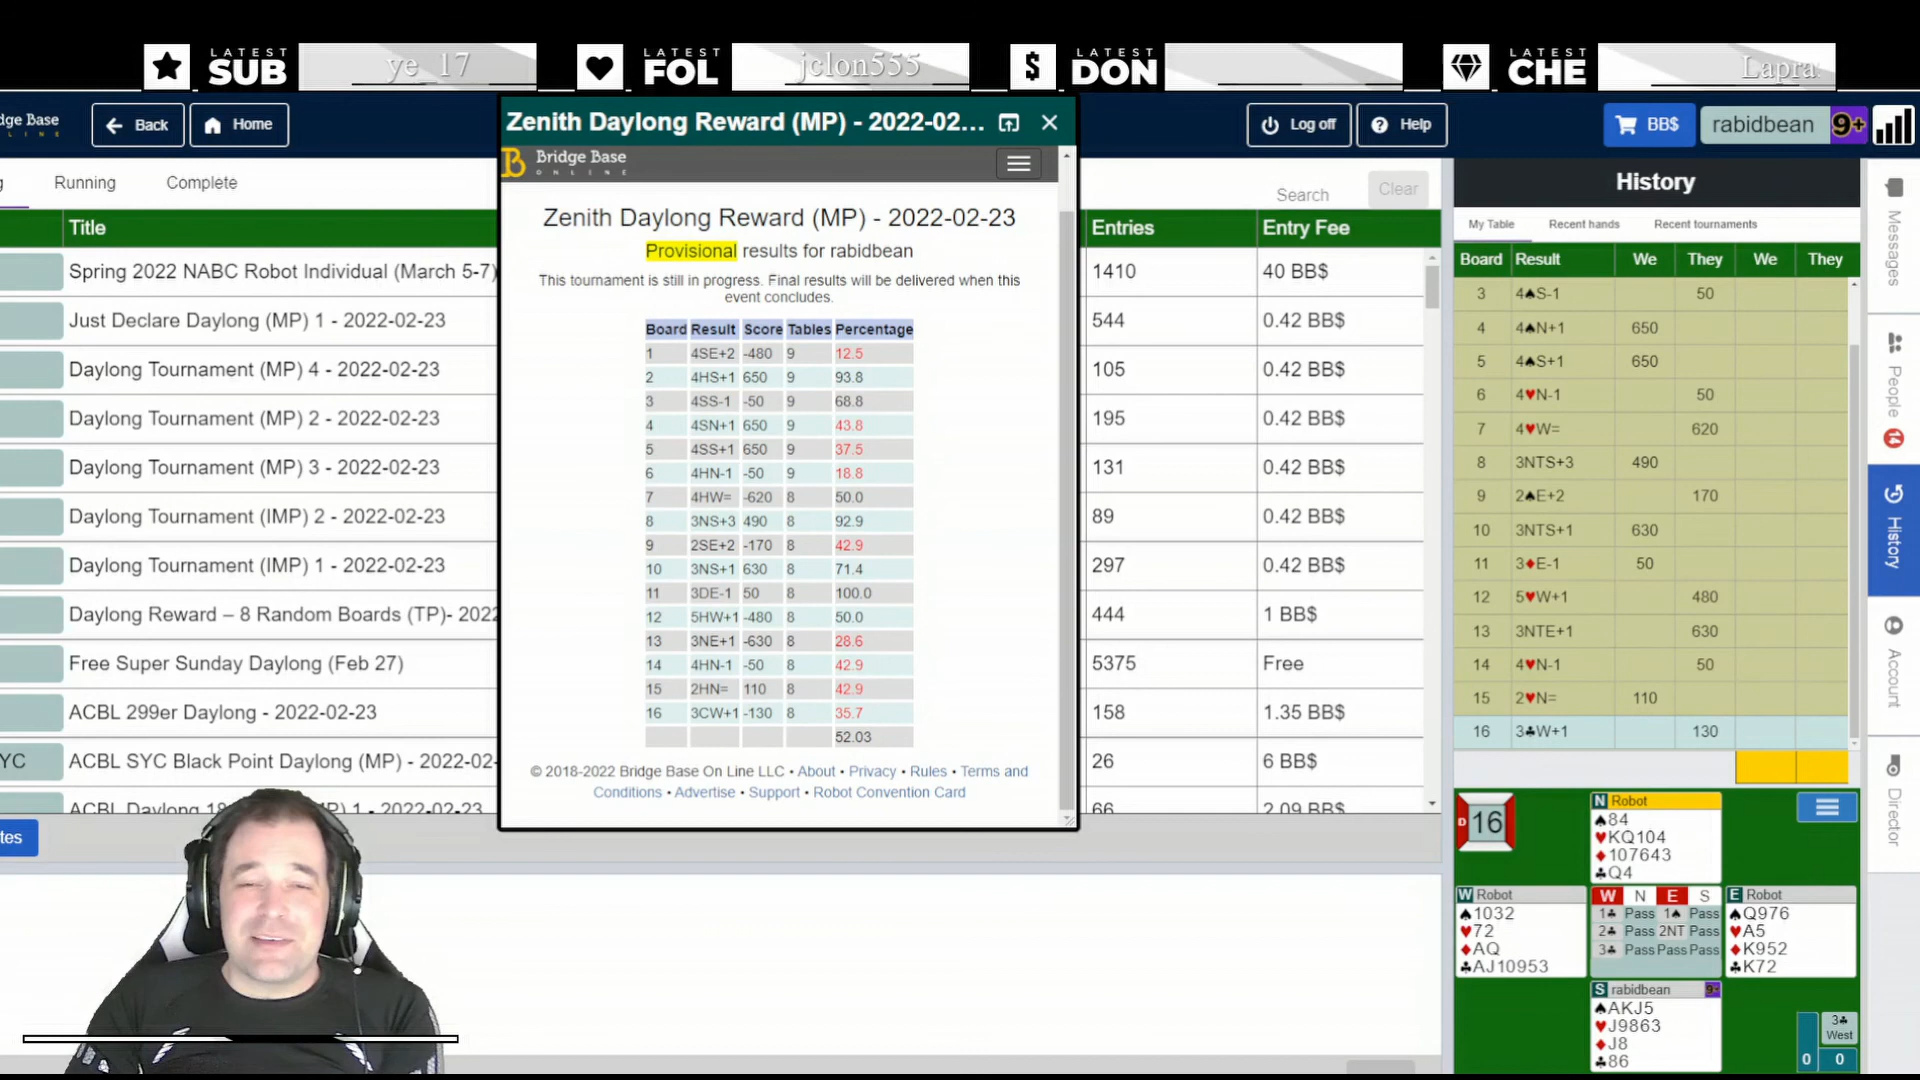 LATEST SUB ye_17 LATEST FOL jclon555 LATEST DON LATEST CHE Lapra
dge Base Back Home Log off Help BB$ rabidbean 9+
Running Complete Search Clear
Title Entries Entry Fee
Spring 2022 NABC Robot Individual (March 5-7) 1410 40 BB$
Just Declare Daylong (MP) 1 - 2022-02-23 544 0.42 BB$
Daylong Tournament (MP) 4 - 2022-02-23 105 0.42 BB$
Daylong Tournament (MP) 2 - 2022-02-23 195 0.42 BB$
Daylong Tournament (MP) 3 - 2022-02-23 131 0.42 BB$
Daylong Tournament (IMP) 2 - 2022-02-23 89 0.42 BB$
Daylong Tournament (IMP) 1 - 2022-02-23 297 0.42 BB$
Daylong Reward – 8 Random Boards (TP)- 2022 444 1 BB$
Free Super Sunday Daylong (Feb 27) 5375 Free
ACBL 299er Daylong - 2022-02-23 158 1.35 BB$
YC ACBL SYC Black Point Daylong (MP) - 2022-02- 26 6 BB$
66 2.09 BB$
tes
Zenith Daylong Reward (MP) - 2022-02...
Bridge Base
ONLINE
Zenith Daylong Reward (MP) - 2022-02-23
Provisional results for rabidbean
This tournament is still in progress. Final results will be delivered when this
event concludes.
Board Result Score Tables Percentage
1 4SE+2 -480 9 12.5
2 4HS+1 650 9 93.8
3 4SS-1 -50 9 68.8
4 4SN+1 650 9 43.8
5 4SS+1 650 9 37.5
6 4HN-1 -50 9 18.8
7 4HW= -620 8 50.0
8 3NS+3 490 8 92.9
9 2SE+2 -170 8 42.9
10 3NS+1 630 8 71.4
11 3DE-1 50 8 100.0
12 5HW+1 -480 8 50.0
13 3NE+1 -630 8 28.6
14 4HN-1 -50 8 42.9
15 2HN= 110 8 42.9
16 3CW+1 -130 8 35.7
52.03
© 2018-2022 Bridge Base On Line LLC • About • Privacy • Rules • Terms and
Conditions • Advertise • Support • Robot Convention Card
History
My Table Recent hands Recent tournaments
Board Result We They We They
3 4♠S-1 50
4 4♠N+1 650
5 4♠S+1 650
6 4♥N-1 50
7 4♥W= 620
8 3NTS+3 490
9 2♠E+2 170
10 3NTS+1 630
11 3♦E-1 50
12 5♥W+1 480
13 3NTE+1 630
14 4♥N-1 50
15 2♥N= 110
16 3♣W+1 130
D 16
N Robot
♠84
♥KQ104
♦107643
♣Q4
W Robot
♠1032
♥72
♦AQ
♣AJ10953
W N E S
1♣ Pass 1♠ Pass
2♣ Pass 2NT Pass
3♣ Pass Pass Pass
E Robot
♠Q976
♥A5
♦K952
♣K72
S rabidbean 9+
♠AKJ5
♥J9863
♦J8
♣86
3♣
West
0 0
Messages
People 14
History
Account
Director